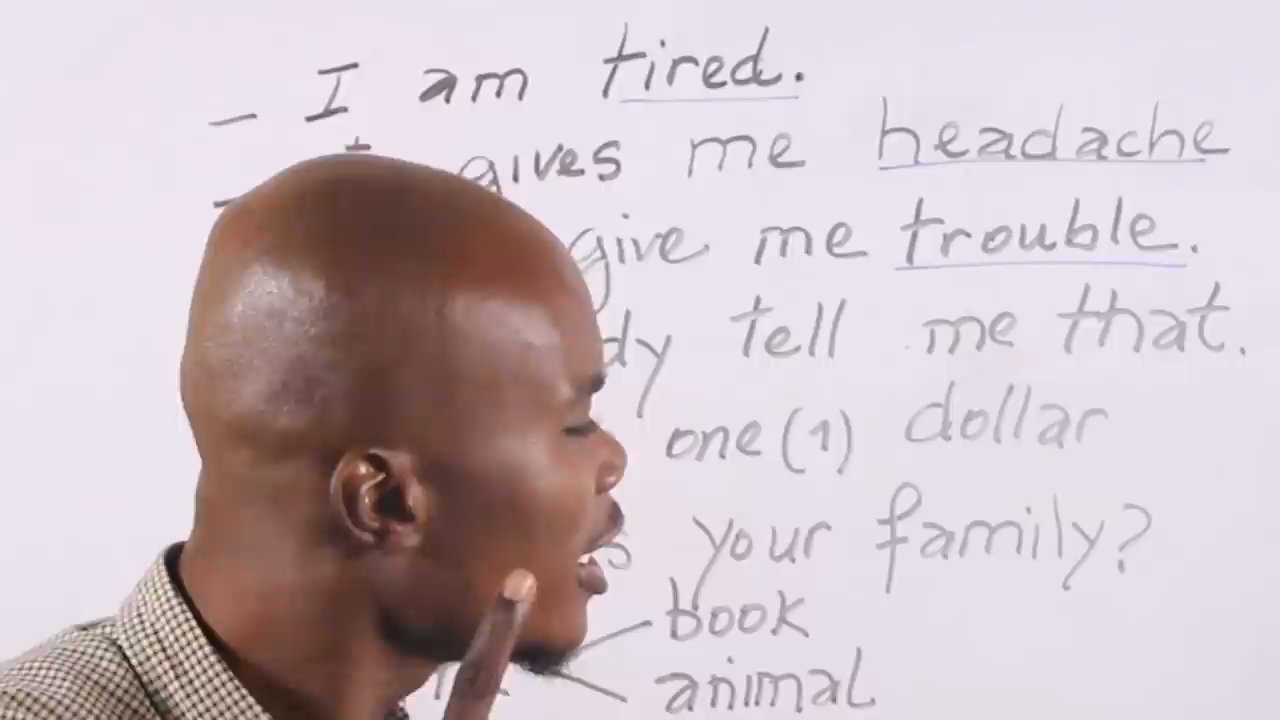 – I am tired.
– gives me headache
give me trouble.
tell me that.
one (1) dollar
your family?
book
animal